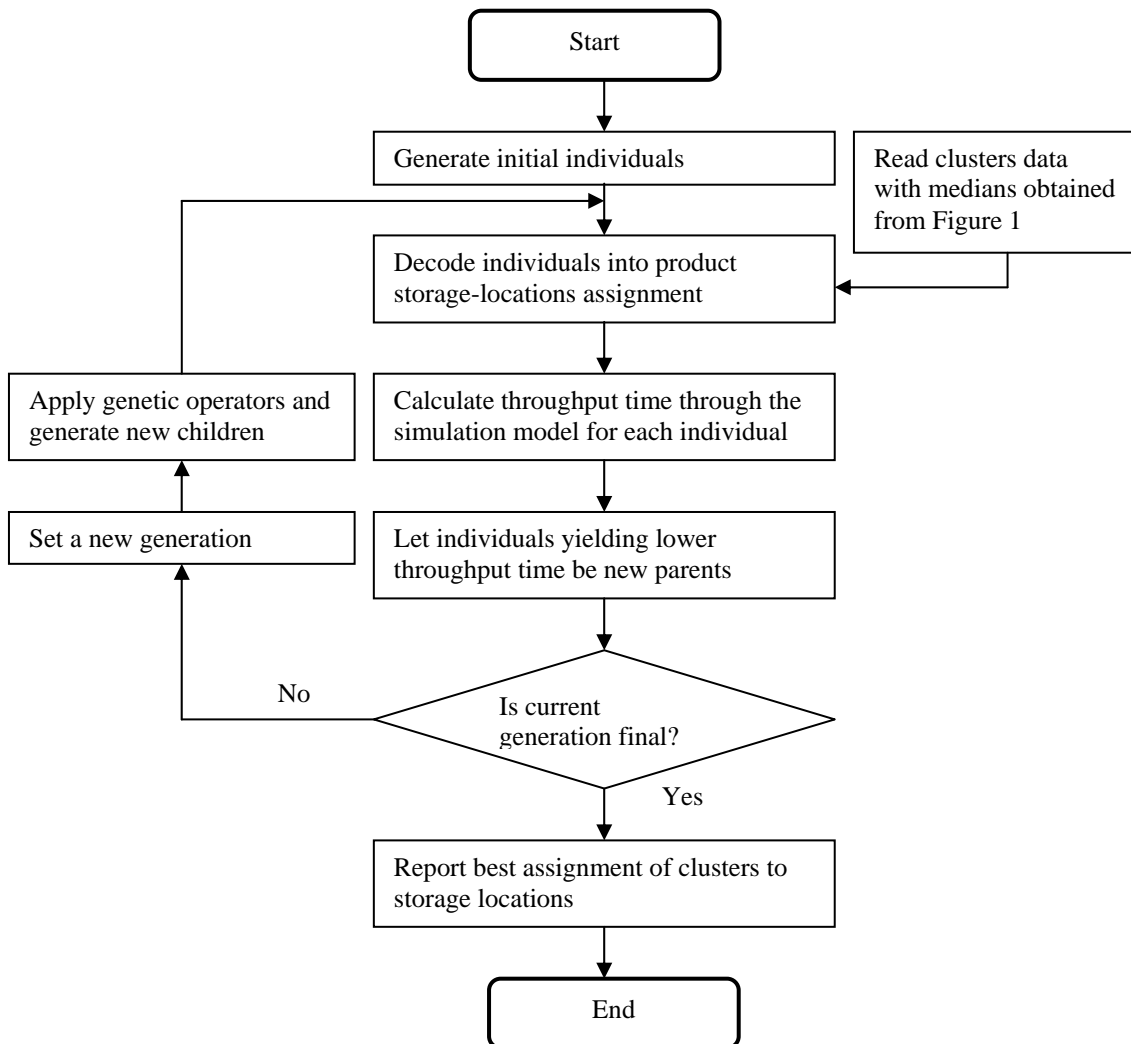 Start
Generate initial individuals
Read clusters data
with medians obtained
from Figure 1
Decode individuals into product
storage-locations assignment
Apply genetic operators and
generate new children
Calculate throughput time through the
simulation model for each individual
Set a new generation
Let individuals yielding lower
throughput time be new parents
No
Is current
generation final?
Yes
Report best assignment of clusters to
storage locations
End